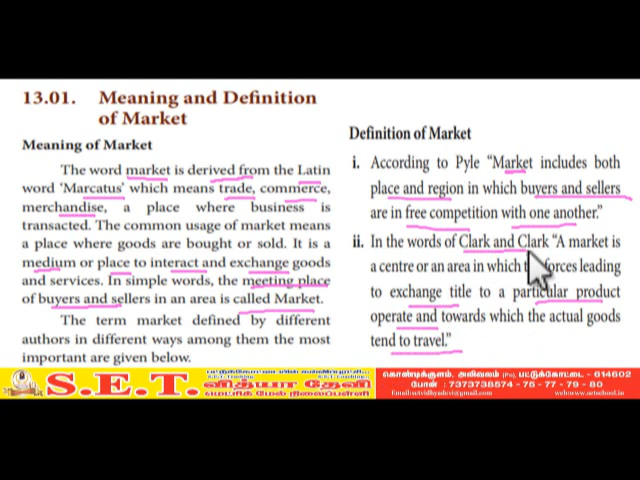 13.01. Meaning and Definition
of Market
Meaning of Market
The word market is derived from the Latin
word ‘Marcatus’ which means trade, commerce,
merchandise, a place where business is
transacted. The common usage of market means
a place where goods are bought or sold. It is a
medium or place to interact and exchange goods
and services. In simple words, the meeting place
of buyers and sellers in an area is called Market.
The term market defined by different
authors in different ways among them the most
important are given below.
Definition of Market
i. According to Pyle “Market includes both
place and region in which buyers and sellers
are in free competition with one another.”
ii. In the words of Clark and Clark “A market is
a centre or an area in which forces leading
to exchange title to a particular product
operate and towards which the actual goods
tend to travel.”
S.E.T. வித்யா தேவி
மெட்ரிக் மேல் நிலைப்பள்ளி
கொண்டிக்குளம், அலிவலம் (Po), பட்டுக்கோட்டை - 614602
போன் : 7373738574 - 75 - 77 - 79 - 80